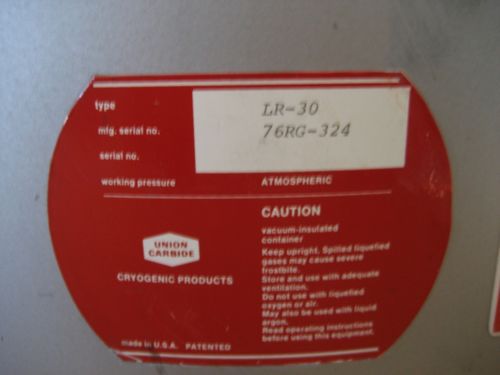 type LR-30
mfg. serial no. 76RG-324
serial no.
working pressure ATMOSPHERIC
CAUTION
vacuum-insulated
container
Keep upright. Spilled liquefied
gases may cause severe
frostbite.
Store and use with adequate
ventilation.
Do not use with liquefied
oxygen or air.
May also be used with liquid
argon.
Read operating instructions
before using this equipment.
UNION
CARBIDE
CRYOGENIC PRODUCTS
made in U.S.A. PATENTED